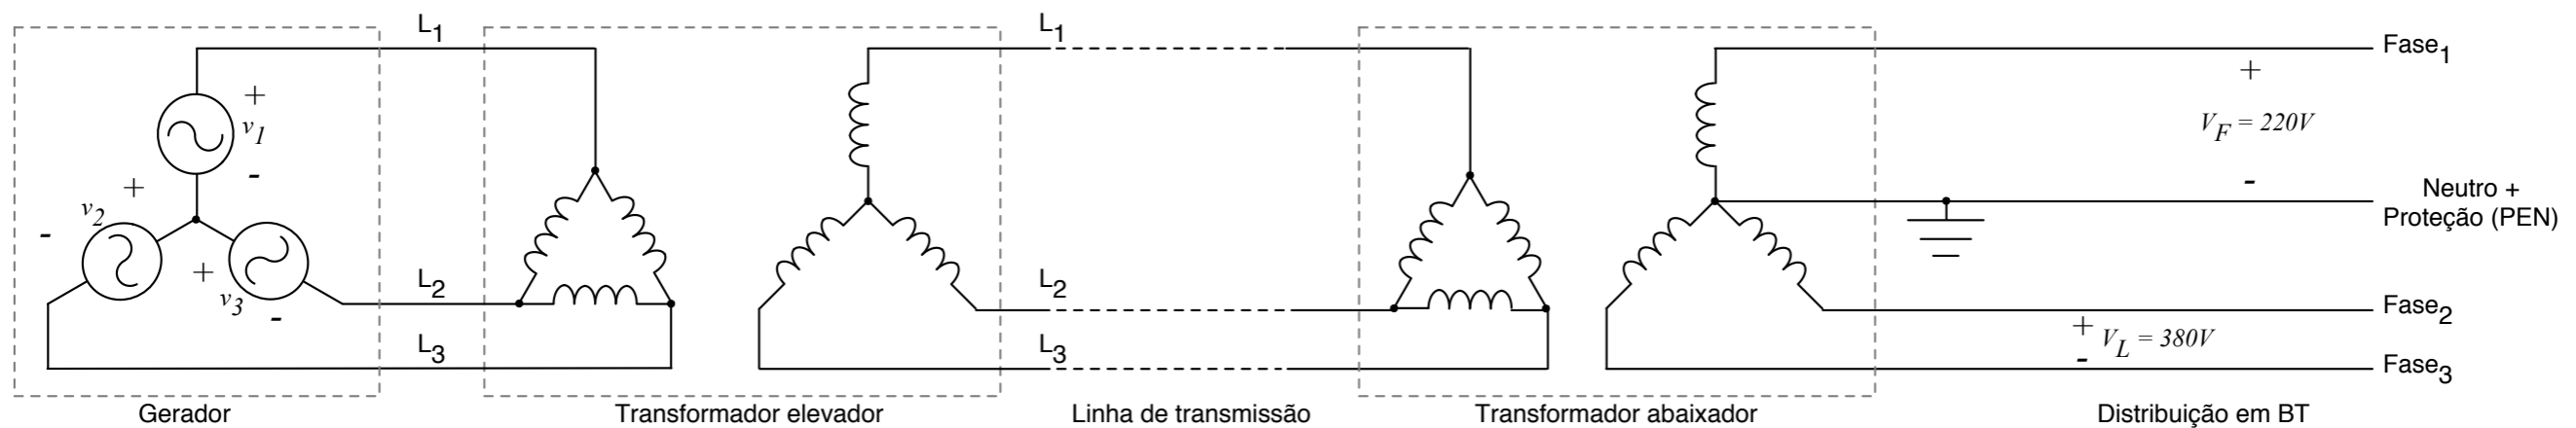 L1
L1
Fase1
+
+
v1
VF = 220V
-
+
-
Neutro +
Proteção (PEN)
v2
-
+
v3
-
L2
L2
Fase2
+
VL = 380V
-
L3
L3
Fase3
Gerador
Transformador elevador
Linha de transmissão
Transformador abaixador
Distribuição em BT